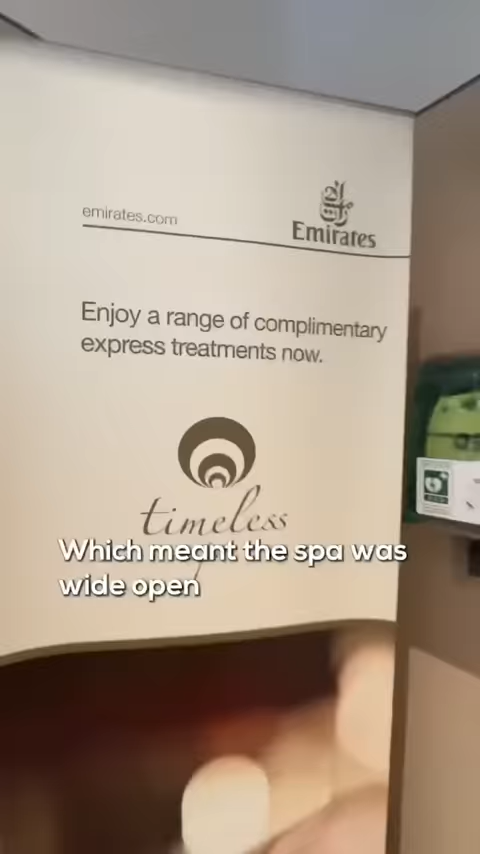 emirates.com
Emirates
Enjoy a range of complimentary
express treatments now.
timeless
Which meant the spa was
wide open